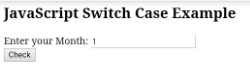 JavaScript Switch Case Example
Enter your Month: 1
Check